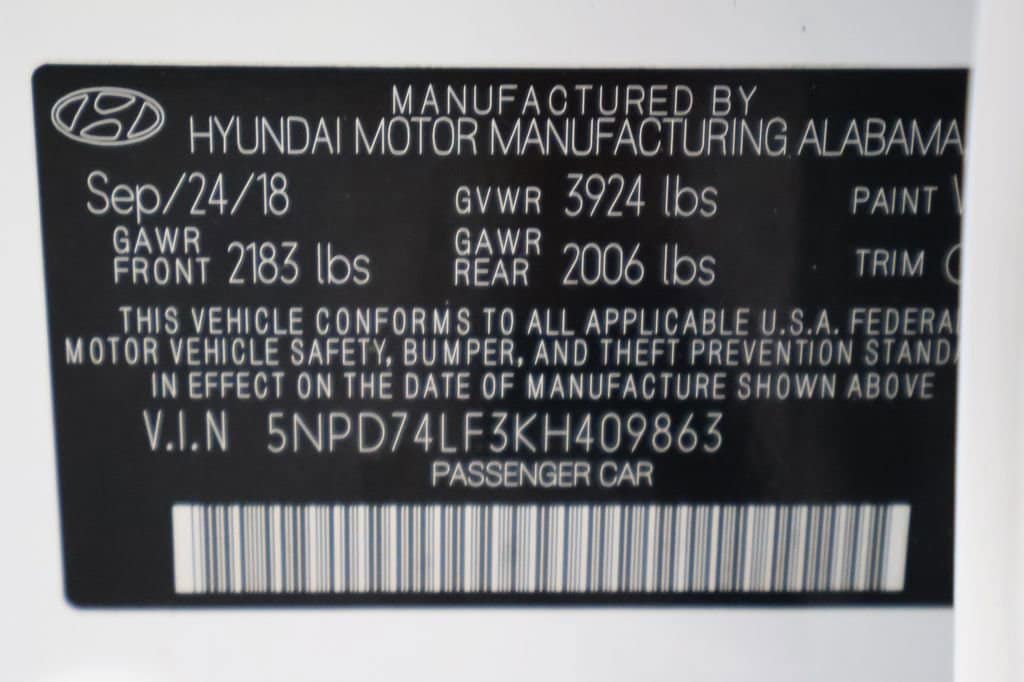 MANUFACTURED BY
HYUNDAI MOTOR MANUFACTURING ALABAMA
Sep/24/18 GVWR 3924 lbs PAINT
GAWR FRONT 2183 lbs GAWR REAR 2006 lbs TRIM
THIS VEHICLE CONFORMS TO ALL APPLICABLE U.S.A. FEDERA
MOTOR VEHICLE SAFETY, BUMPER, AND THEFT PREVENTION STAND
IN EFFECT ON THE DATE OF MANUFACTURE SHOWN ABOVE
V.I.N 5NPD74LF3KH409863
PASSENGER CAR